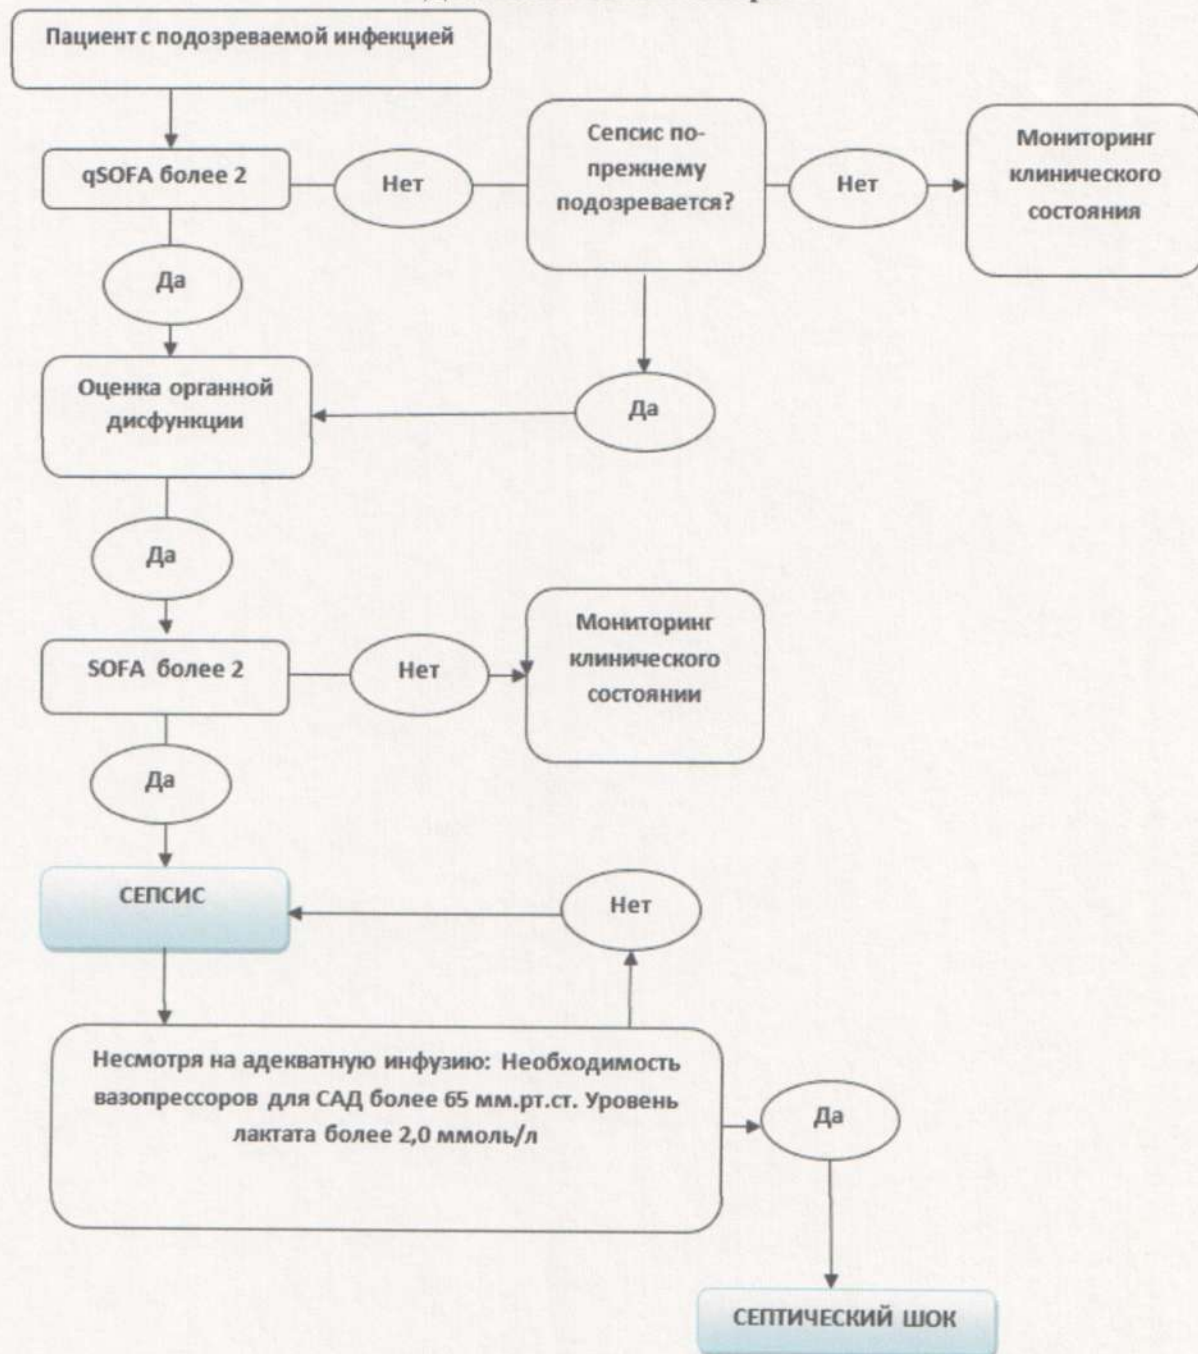 Пациент с подозреваемой инфекцией
qSOFA более 2
Нет
Сепсис по-
прежнему
подозревается?
Нет
Мониторинг
клинического
состояния
Да
Оценка органной
дисфункции
Да
Да
SOFA более 2
Нет
Мониторинг
клинического
состоянии
Да
СЕПСИС
Нет
Несмотря на адекватную инфузию: Необходимость
вазопрессоров для САД более 65 мм.рт.ст. Уровень
лактата более 2,0 ммоль/л
Да
СЕПТИЧЕСКИЙ ШОК